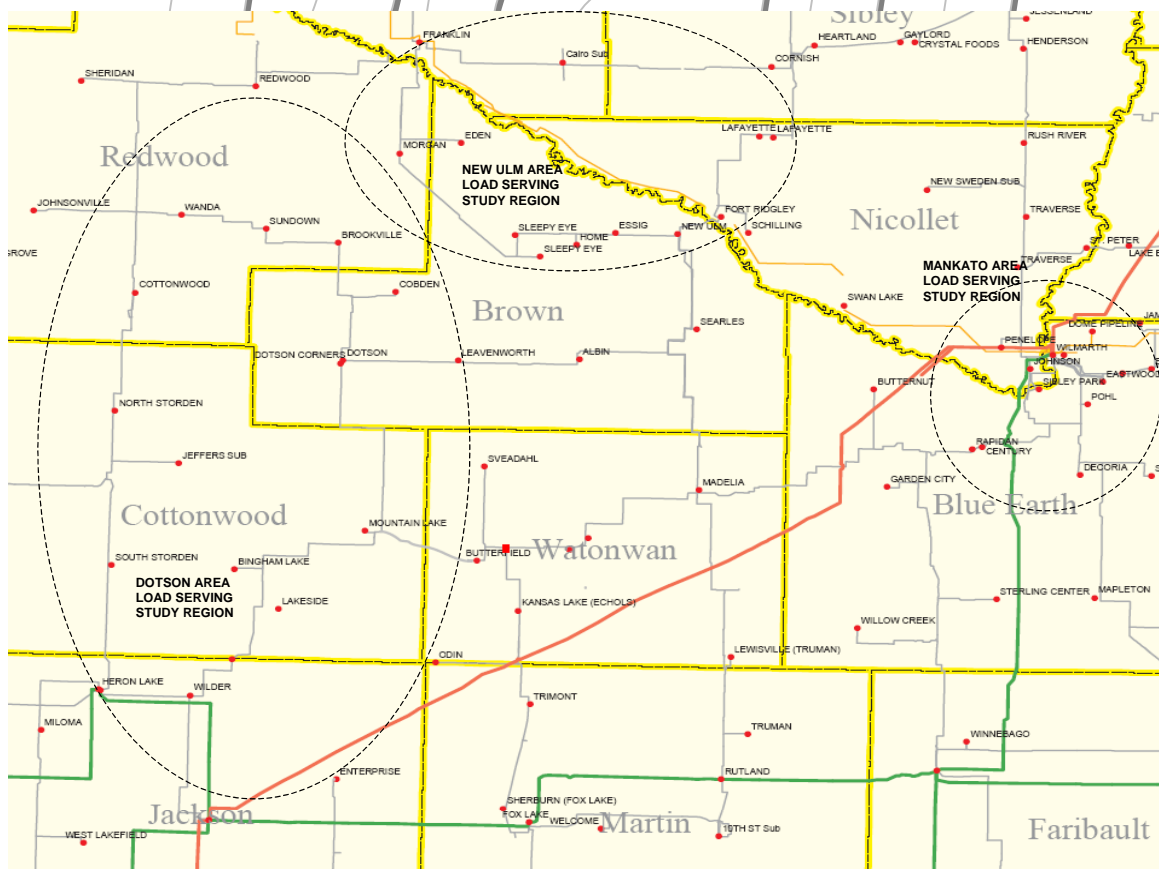 Sibley
JESSENLAND
FRANKLIN
HEARTLAND
GAYLORD
CRYSTAL FOODS
HENDERSON
Cairo Sub
CORNISH
SHERIDAN
REDWOOD
LAFAYETTE
LAFAYETTE
RUSH RIVER
EDEN
MORGAN
Redwood
NEW ULM AREA
LOAD SERVING
STUDY REGION
NEW SWEDEN SUB
JOHNSONVILLE
WANDA
SUNDOWN
BROOKVILLE
FORT RIDGLEY
SCHILLING
Nicollet
TRAVERSE
SLEEPY EYE
HOME
ESSIG
NEW ULM
SLEEPY EYE
ST. PETER
LAKE E
GROVE
TRAVERSE
MANKATO AREA
LOAD SERVING
STUDY REGION
COTTONWOOD
COBDEN
Brown
SWAN LAKE
SEARLES
JAM
DOME PIPELINE
PENELOPE
WILMARTH
DOTSON CORNERS
DOTSON
LEAVENWORTH
ALBIN
JOHNSON
EASTWOOD
BUTTERNUT
SIBLEY PARK
POHL
NORTH STORDEN
RAPIDAN
CENTURY
JEFFERS SUB
SVEADAHL
DECORIA
S
GARDEN CITY
MADELIA
Cottonwood
Blue Earth
MOUNTAIN LAKE
BUTTERFIELD
Watonwan
SOUTH STORDEN
BINGHAM LAKE
DOTSON AREA
LOAD SERVING
STUDY REGION
LAKESIDE
KANSAS LAKE (ECHOLS)
STERLING CENTER
MAPLETON
WILLOW CREEK
ODIN
LEWISVILLE (TRUMAN)
HERON LAKE
WILDER
TRIMONT
MILOMA
TRUMAN
WINNEBAGO
ENTERPRISE
RUTLAND
SHERBURN (FOX LAKE)
Jackson
FOX LAKE
WELCOME
Martin
10TH ST Sub
Faribault
WEST LAKEFIELD